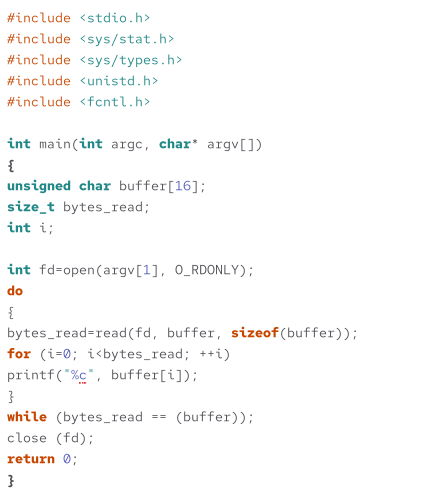 #include <stdio.h>
#include <sys/stat.h>
#include <sys/types.h>
#include <unistd.h>
#include <fcntl.h>
int main(int argc, char* argv[])
{
unsigned char buffer[16];
size_t bytes_read;
int i;
int fd=open(argv[1], O_RDONLY);
do
{
bytes_read=read(fd, buffer, sizeof(buffer));
for (i=0; i<bytes_read; ++i)
printf("%c", buffer[i]);
}
while (bytes_read == (buffer));
close (fd);
return 0;
}